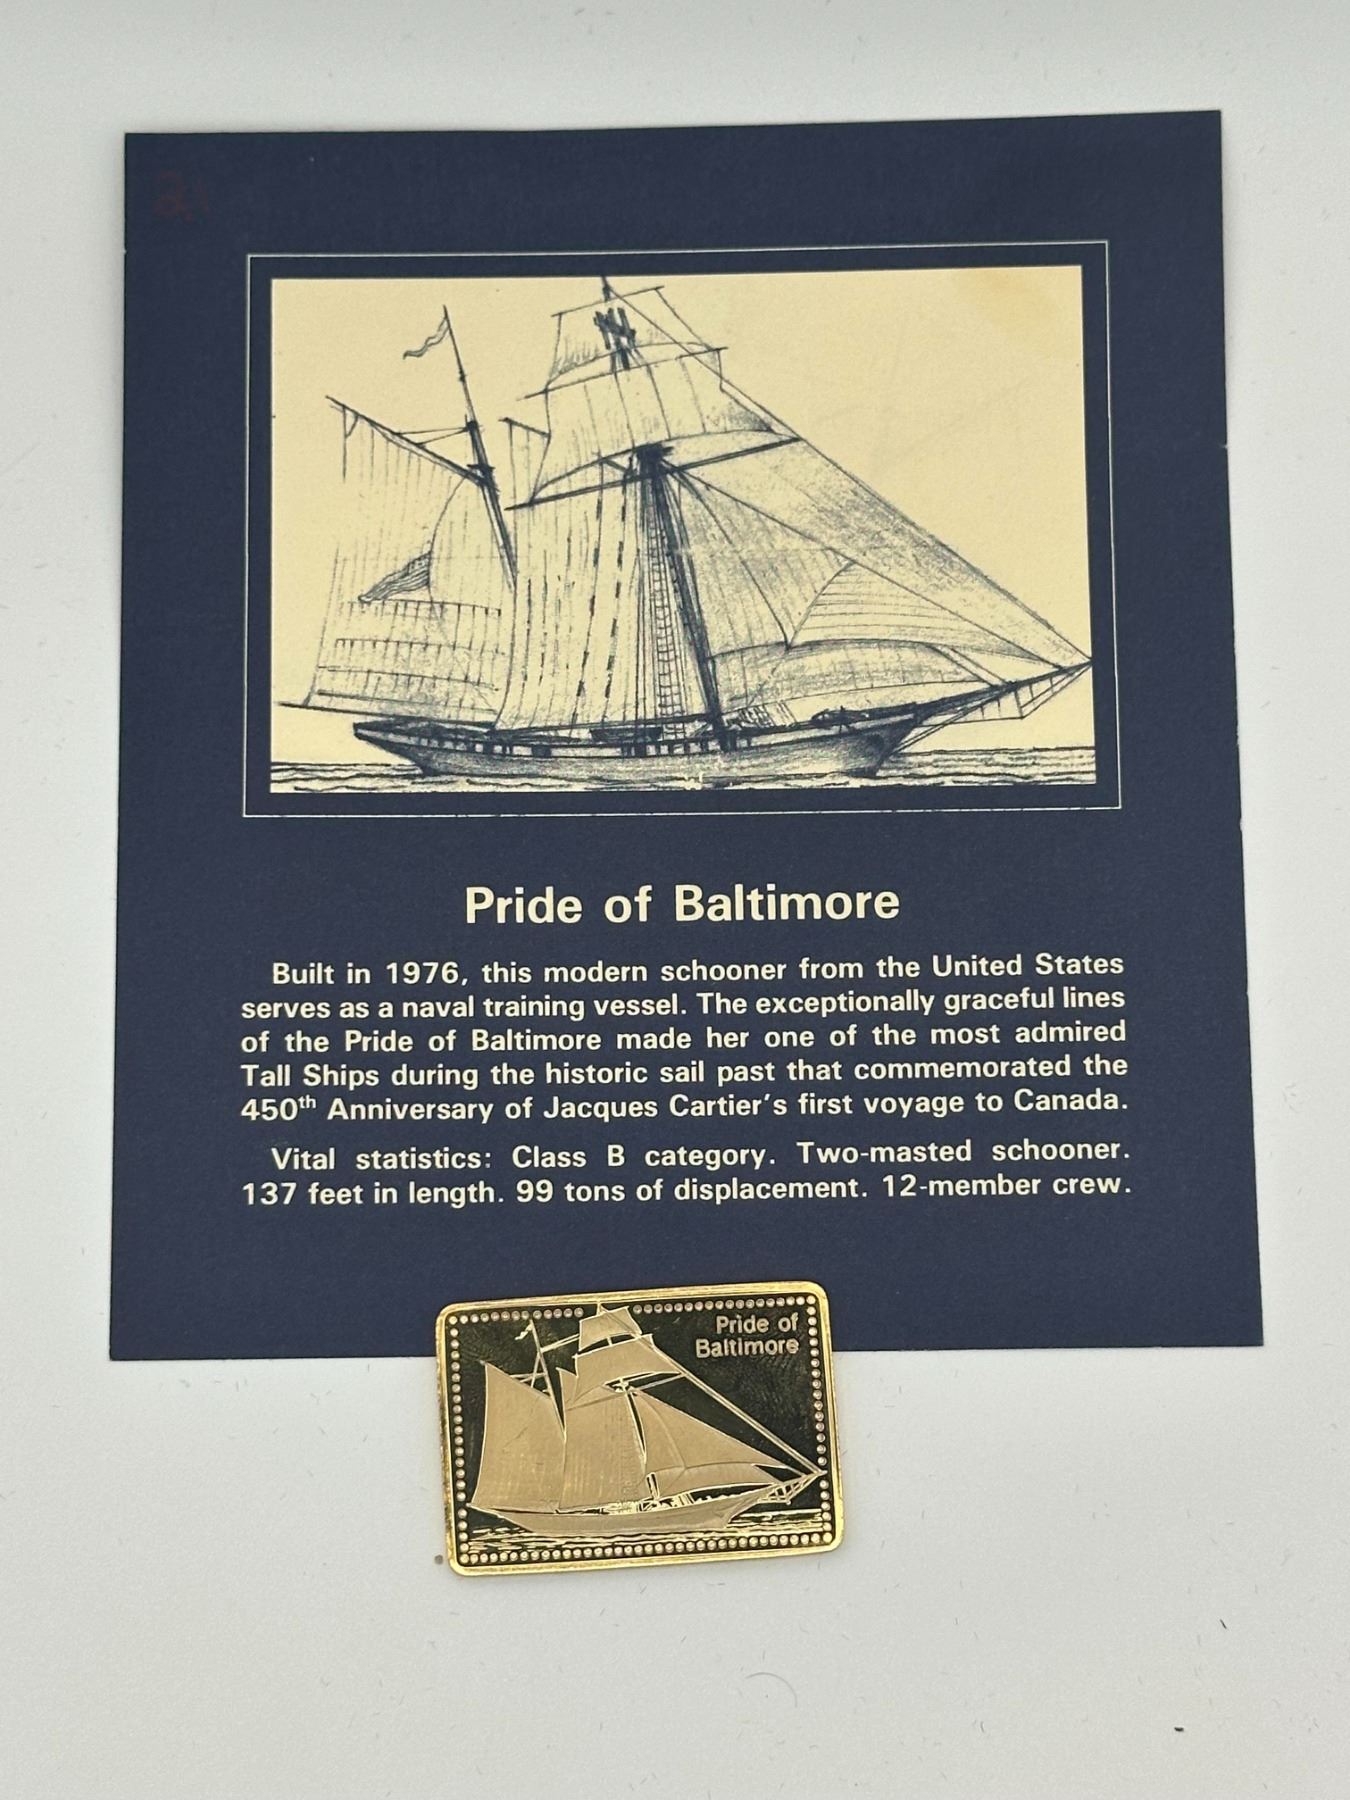 21
Pride of Baltimore
Built in 1976, this modern schooner from the United States
serves as a naval training vessel. The exceptionally graceful lines
of the Pride of Baltimore made her one of the most admired
Tall Ships during the historic sail past that commemorated the
450th Anniversary of Jacques Cartier's first voyage to Canada.
Vital statistics: Class B category. Two-masted schooner.
137 feet in length. 99 tons of displacement. 12-member crew.
Pride of
Baltimore